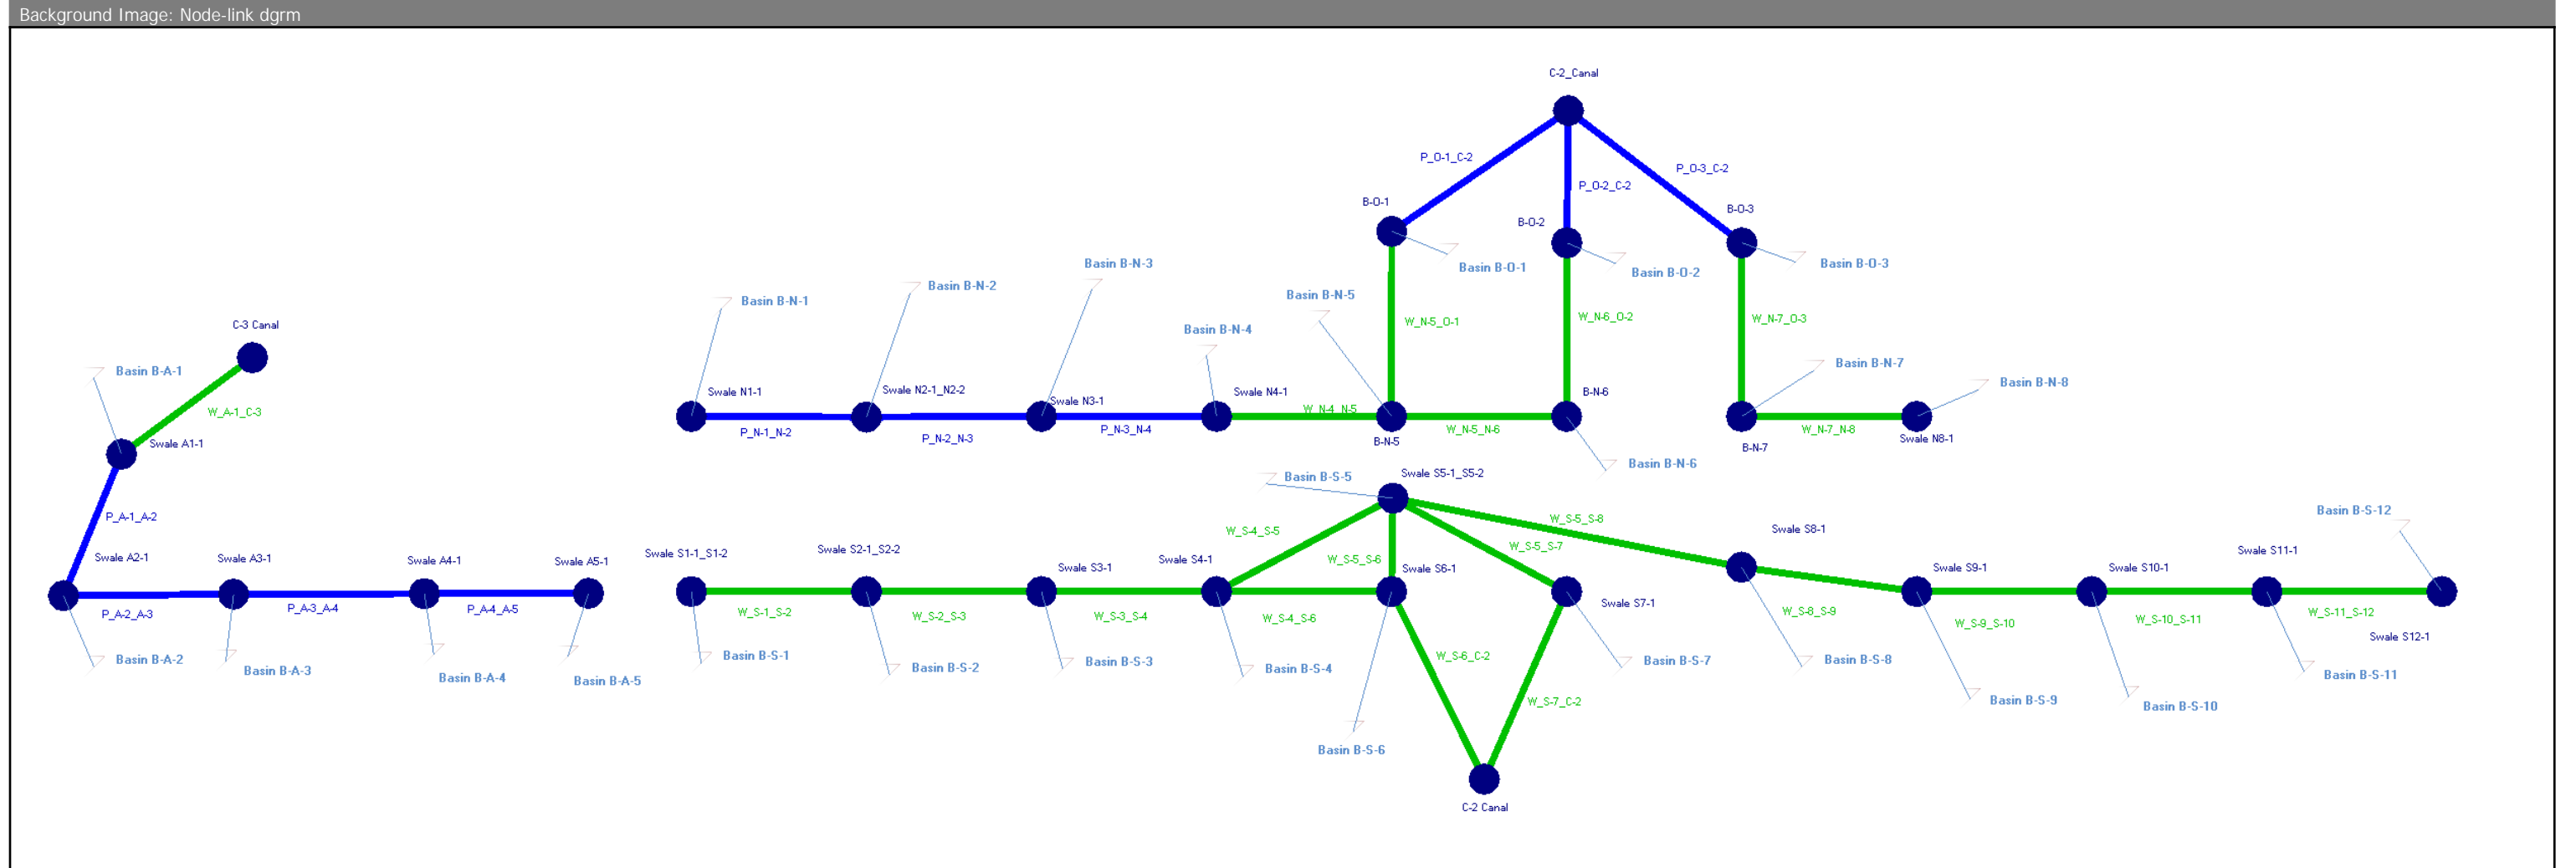 Background Image: Node-link dgrm
C-2_Canal
P_O-1_C-2
P_O-2_C-2
P_O-3_C-2
B-O-1
B-O-2
B-O-3
Basin B-O-1
Basin B-O-2
Basin B-O-3
Basin B-N-1
Basin B-N-2
Basin B-N-3
Basin B-N-4
Basin B-N-5
W_N-5_O-1
W_N-6_O-2
W_N-7_O-3
C-3 Canal
Basin B-A-1
W_A-1_C-3
Swale A1-1
Swale N1-1
Swale N2-1_N2-2
Swale N3-1
Swale N4-1
B-N-6
Basin B-N-7
Basin B-N-8
P_N-1_N-2
P_N-2_N-3
P_N-3_N-4
W_N-4_N-5
B-N-5
W_N-5_N-6
B-N-7
W_N-7_N-8
Swale N8-1
Basin B-N-6
Basin B-S-5
Swale S5-1_S5-2
P_A-1_A-2
W_S-4_S-5
W_S-5_S-6
W_S-5_S-7
W_S-5_S-8
Basin B-S-12
Swale A2-1
Swale A3-1
Swale A4-1
Swale A5-1
Swale S1-1_S1-2
Swale S2-1_S2-2
Swale S3-1
Swale S4-1
Swale S6-1
Swale S7-1
Swale S8-1
Swale S9-1
Swale S10-1
Swale S11-1
Swale S12-1
P_A-2_A-3
P_A-3_A-4
P_A-4_A-5
W_S-1_S-2
W_S-2_S-3
W_S-3_S-4
W_S-4_S-6
W_S-8_S-9
W_S-9_S-10
W_S-10_S-11
W_S-11_S-12
Basin B-A-2
Basin B-A-3
Basin B-A-4
Basin B-A-5
Basin B-S-1
Basin B-S-2
Basin B-S-3
Basin B-S-4
W_S-6_C-2
Basin B-S-7
Basin B-S-8
Basin B-S-9
Basin B-S-10
Basin B-S-11
W_S-7_C-2
Basin B-S-6
C-2 Canal